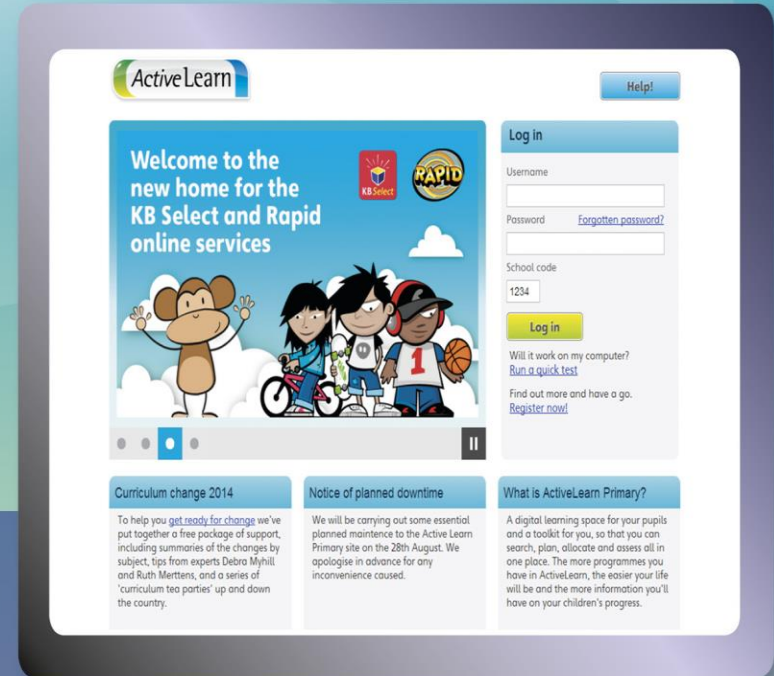 ActiveLearn
Help!
Welcome to the
new home for the
KB Select and Rapid
online services
KBSelect
RAPID
1
Log in
Username
Password Forgotten password?
School code
1234
Log in
Will it work on my computer?
Run a quick test
Find out more and have a go.
Register now!
Curriculum change 2014
To help you get ready for change we've
put together a free package of support,
including summaries of the changes by
subject, tips from experts Debra Myhill
and Ruth Merttens, and a series of
'curriculum tea parties' up and down
the country.
Notice of planned downtime
We will be carrying out some essential
planned maintence to the Active Learn
Primary site on the 28th August. We
apologise in advance for any
inconvenience caused.
What is ActiveLearn Primary?
A digital learning space for your pupils
and a toolkit for you, so that you can
search, plan, allocate and assess all in
one place. The more programmes you
have in ActiveLearn, the easier your life
will be and the more information you'll
have on your children's progress.